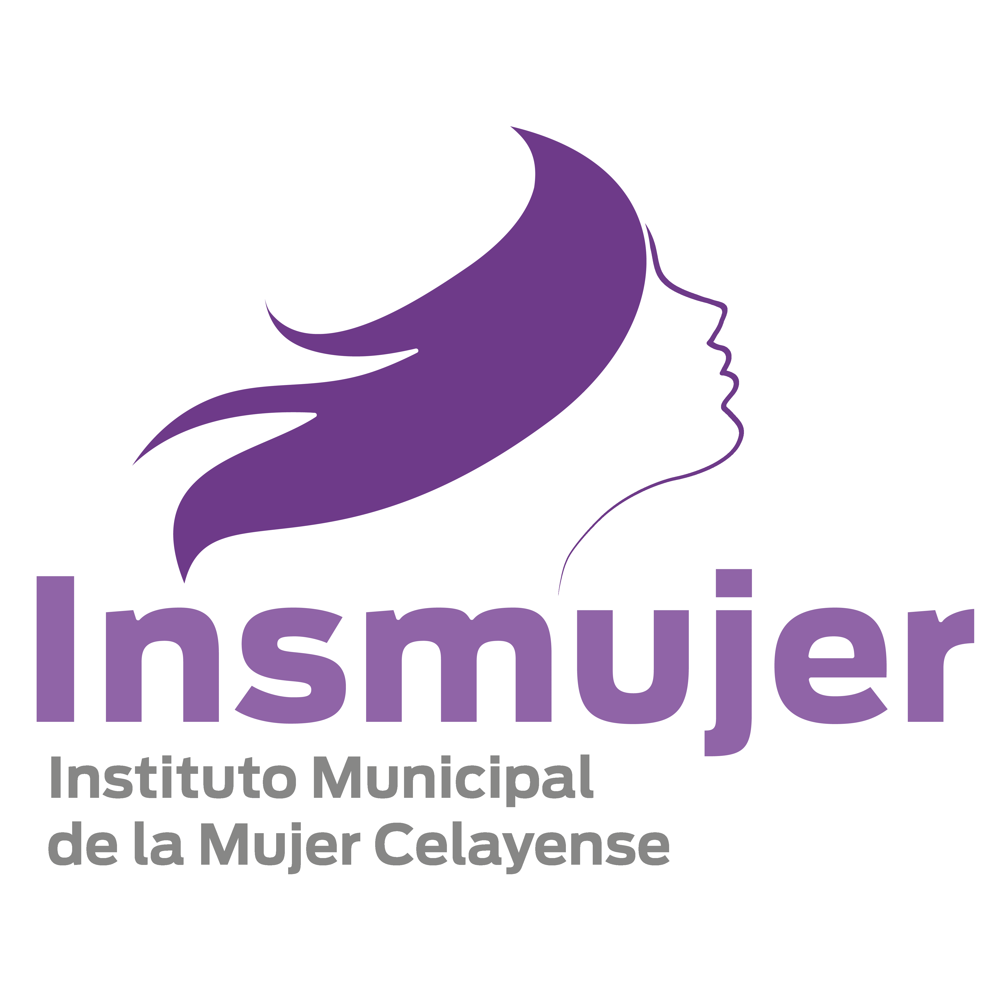 Insmujer
Instituto Municipal
de la Mujer Celayense